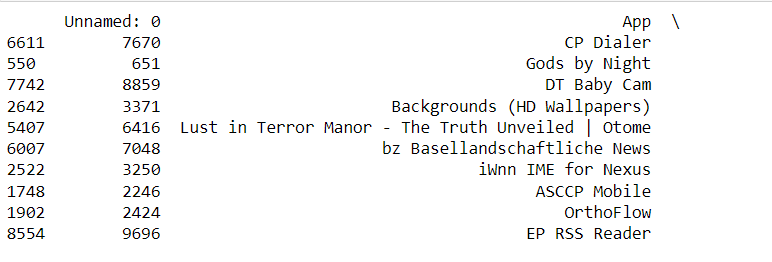 Unnamed: 0 App \
6611 7670 CP Dialer
550 651 Gods by Night
7742 8859 DT Baby Cam
2642 3371 Backgrounds (HD Wallpapers)
5407 6416 Lust in Terror Manor - The Truth Unveiled | Otome
6007 7048 bz Basellandschaftliche News
2522 3250 iWnn IME for Nexus
1748 2246 ASCCP Mobile
1902 2424 OrthoFlow
8554 9696 EP RSS Reader